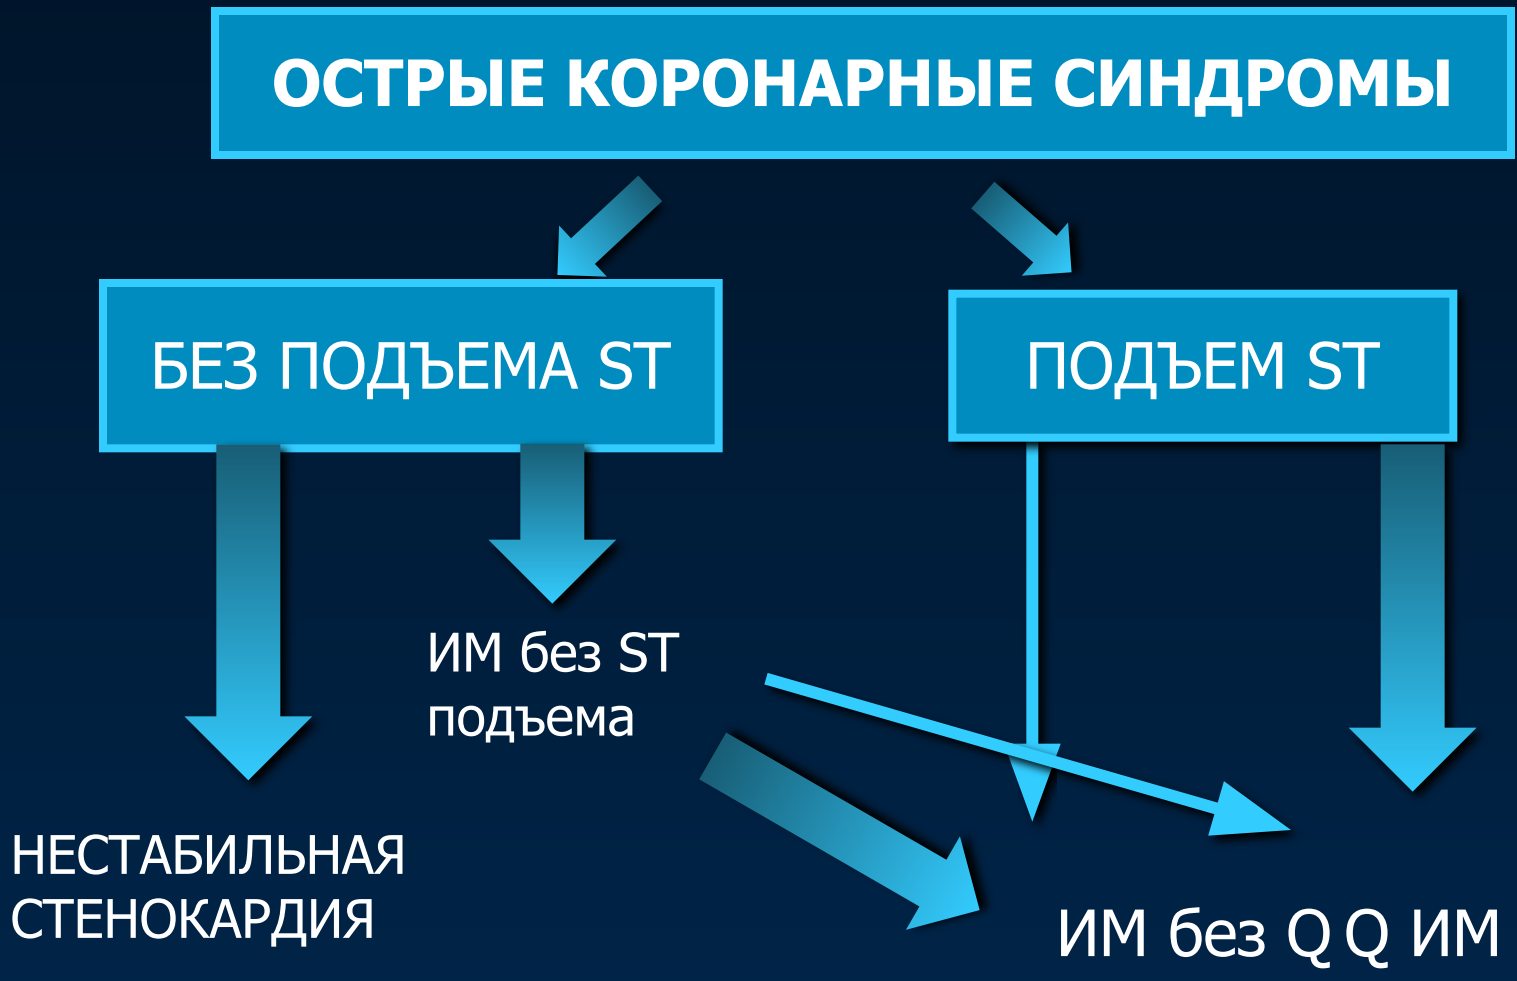 ОСТРЫЕ КОРОНАРНЫЕ СИНДРОМЫ
БЕЗ ПОДЪЕМА ST
ПОДЪЕМ ST
ИМ без ST
подъема
НЕСТАБИЛЬНАЯ
СТЕНОКАРДИЯ
ИМ без Q Q ИМ